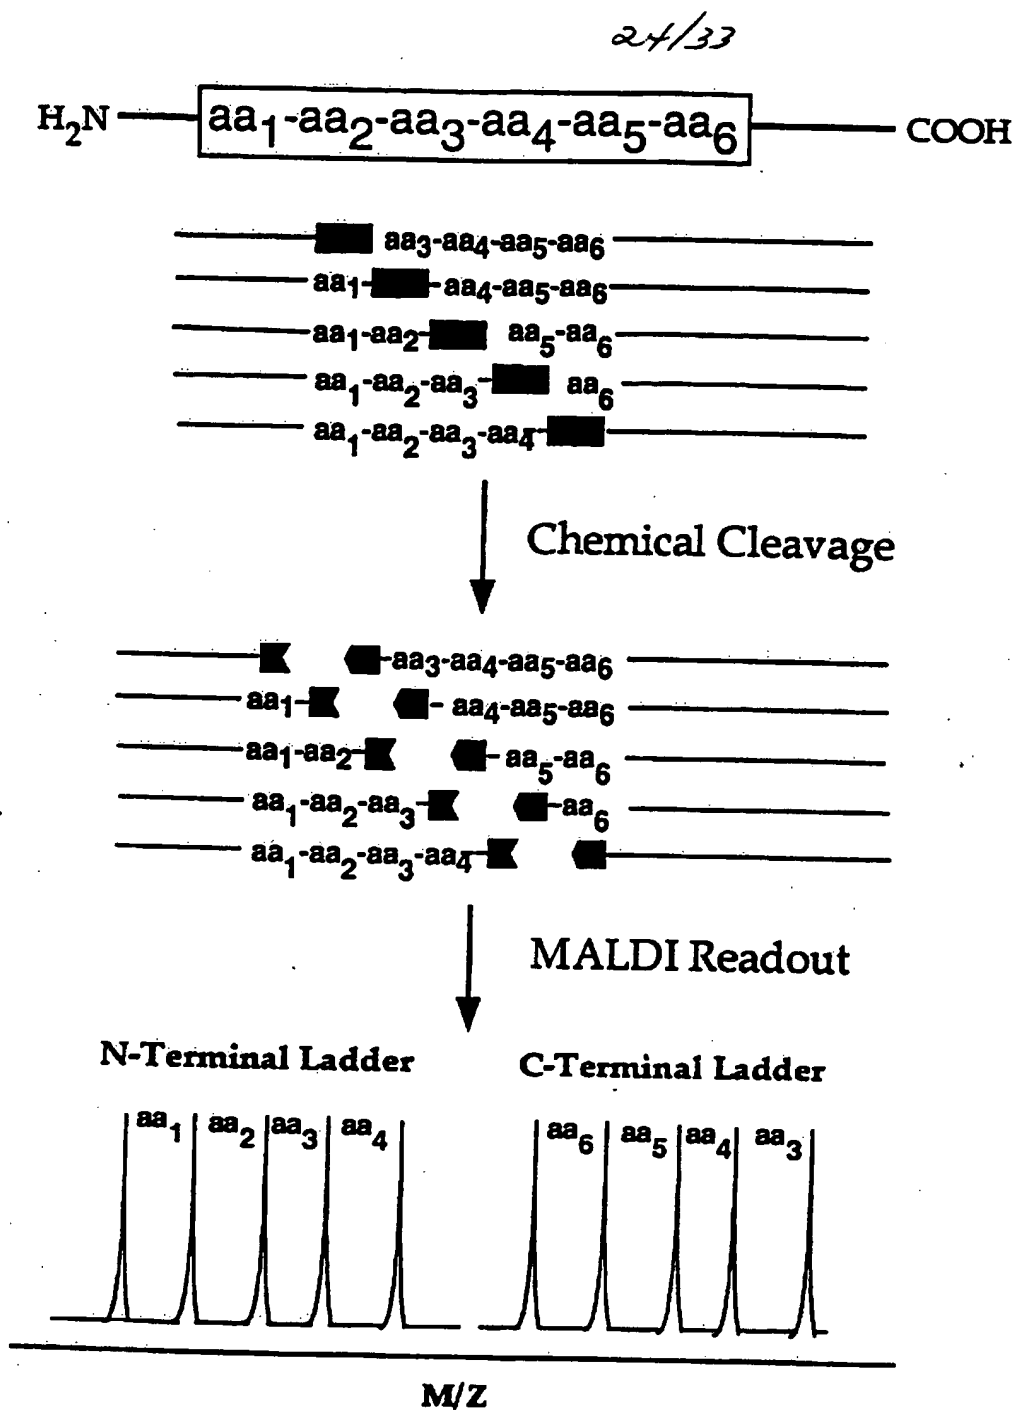 24/33
H₂N aa₁-aa₂-aa₃-aa₄-aa₅-aa₆ COOH
aa₃-aa₄-aa₅-aa₆
aa₁ aa₄-aa₅-aa₆
aa₁-aa₂ aa₅-aa₆
aa₁-aa₂-aa₃ aa₆
aa₁-aa₂-aa₃-aa₄
Chemical Cleavage
aa₃-aa₄-aa₅-aa₆
aa₁ aa₄-aa₅-aa₆
aa₁-aa₂ aa₅-aa₆
aa₁-aa₂-aa₃ aa₆
aa₁-aa₂-aa₃-aa₄
MALDI Readout
N-Terminal Ladder C-Terminal Ladder
aa₁ aa₂ aa₃ aa₄ aa₆ aa₅ aa₄ aa₃
M/Z